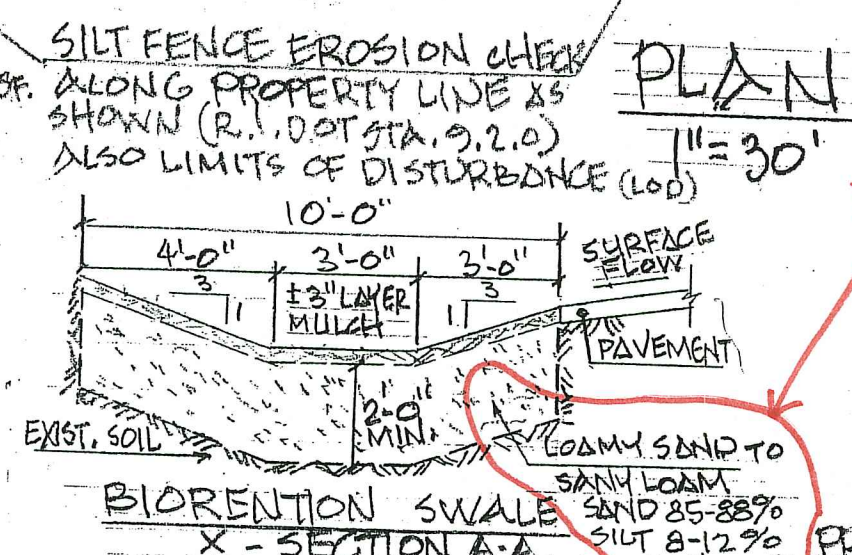 SILT FENCE EROSION CHECK
SF. ALONG PROPERTY LINE AS
SHOWN (R.I. DOT STA. 9.2.0)
ALSO LIMITS OF DISTURBANCE (LOD)
PLAN
1"=30'
10'-0"
4'-0" 3'-0" 3'-0"
SURFACE
FLOW
3
1
±3" LAYER
MULCH
3
1
PAVEMENT
2'-0"
MIN.
EXIST. SOIL
LOAMY SAND TO
SANY LOAM
SAND 85-88%
SILT 8-12%
BIORENTION SWALE
X-SECTION A-A